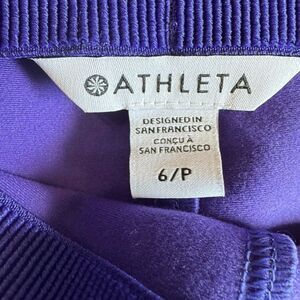 ATHLETA
DESIGNED IN
SAN FRANCISCO
CONÇU À
SAN FRANCISCO
6/P